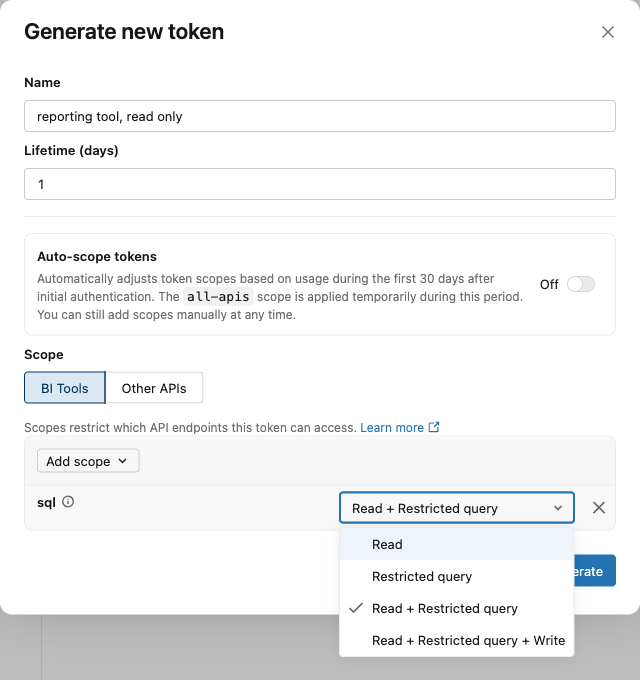 Generate new token
Name
reporting tool, read only
Lifetime (days)
1
Auto-scope tokens
Automatically adjusts token scopes based on usage during the first 30 days after
initial authentication. The all-apis scope is applied temporarily during this period.
You can still add scopes manually at any time.
Off
Scope
BI Tools
Other APIs
Scopes restrict which API endpoints this token can access. Learn more
Add scope
sql
Read + Restricted query
Read
Restricted query
erate
Read + Restricted query
Read + Restricted query + Write